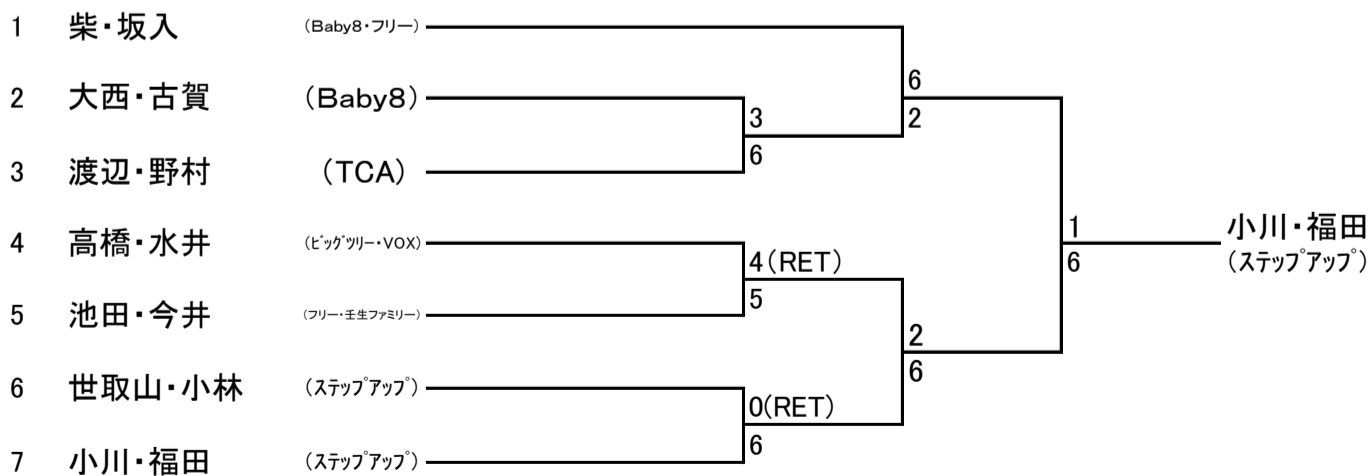 1 柴・坂入 (Baby8・フリー)
6
2 大西・古賀 (Baby8)
2
3
6
3 渡辺・野村 (TCA)
1
小川・福田
4 高橋・水井 (ビッグツリー・VOX)
6
(ステップアップ)
4(RET)
5
5 池田・今井 (フリー・壬生ファミリー)
2
6
6 世取山・小林 (ステップアップ)
0(RET)
6
7 小川・福田 (ステップアップ)